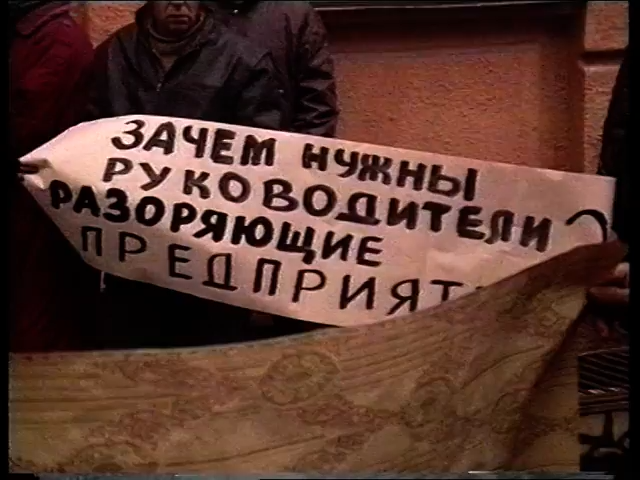 ЗАЧЕМ НУЖНЫ
РУКОВОДИТЕЛИ
РАЗОРЯЮЩИЕ
ПРЕДПРИЯТ
?